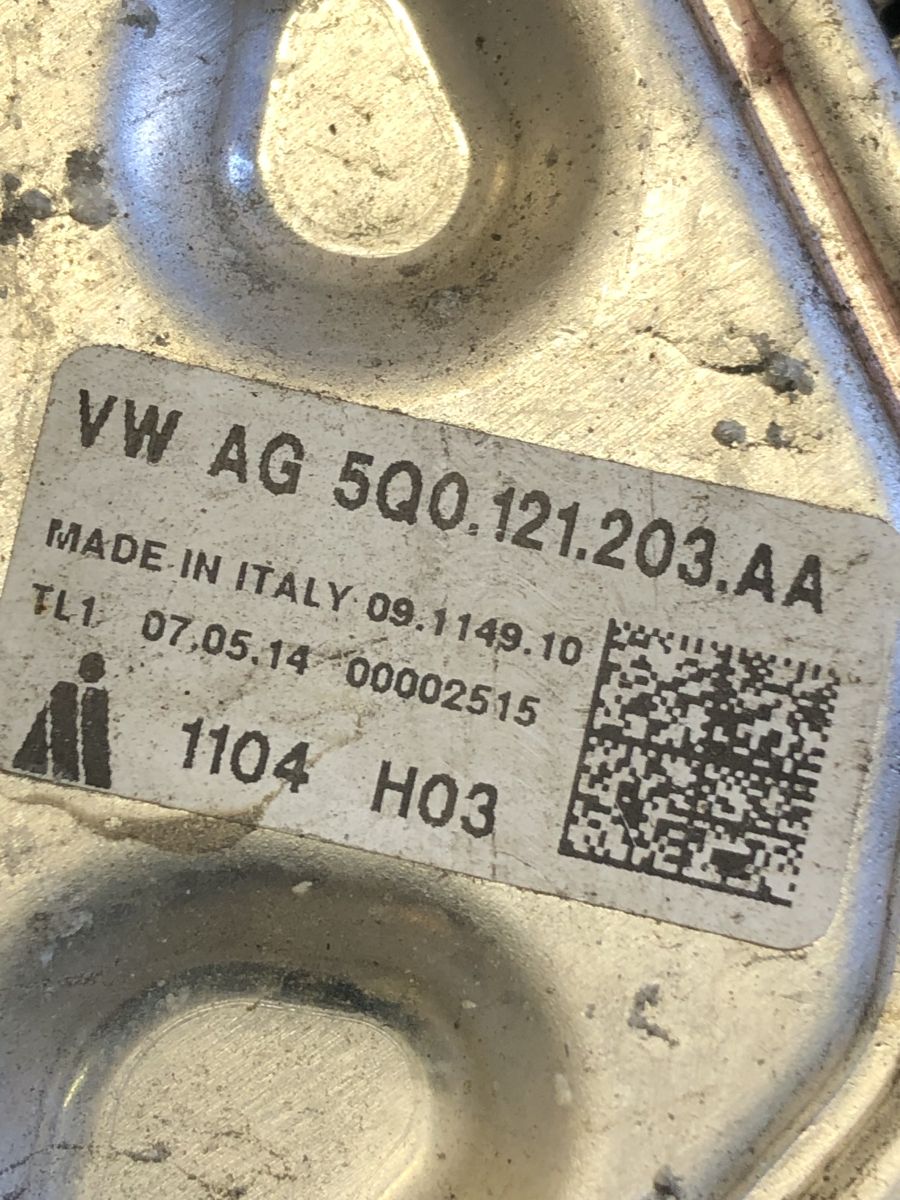 VW AG 5Q0.121.203.AA
MADE IN ITALY 09.1149.10
TL1 07.05.14 00002515
1104 H03